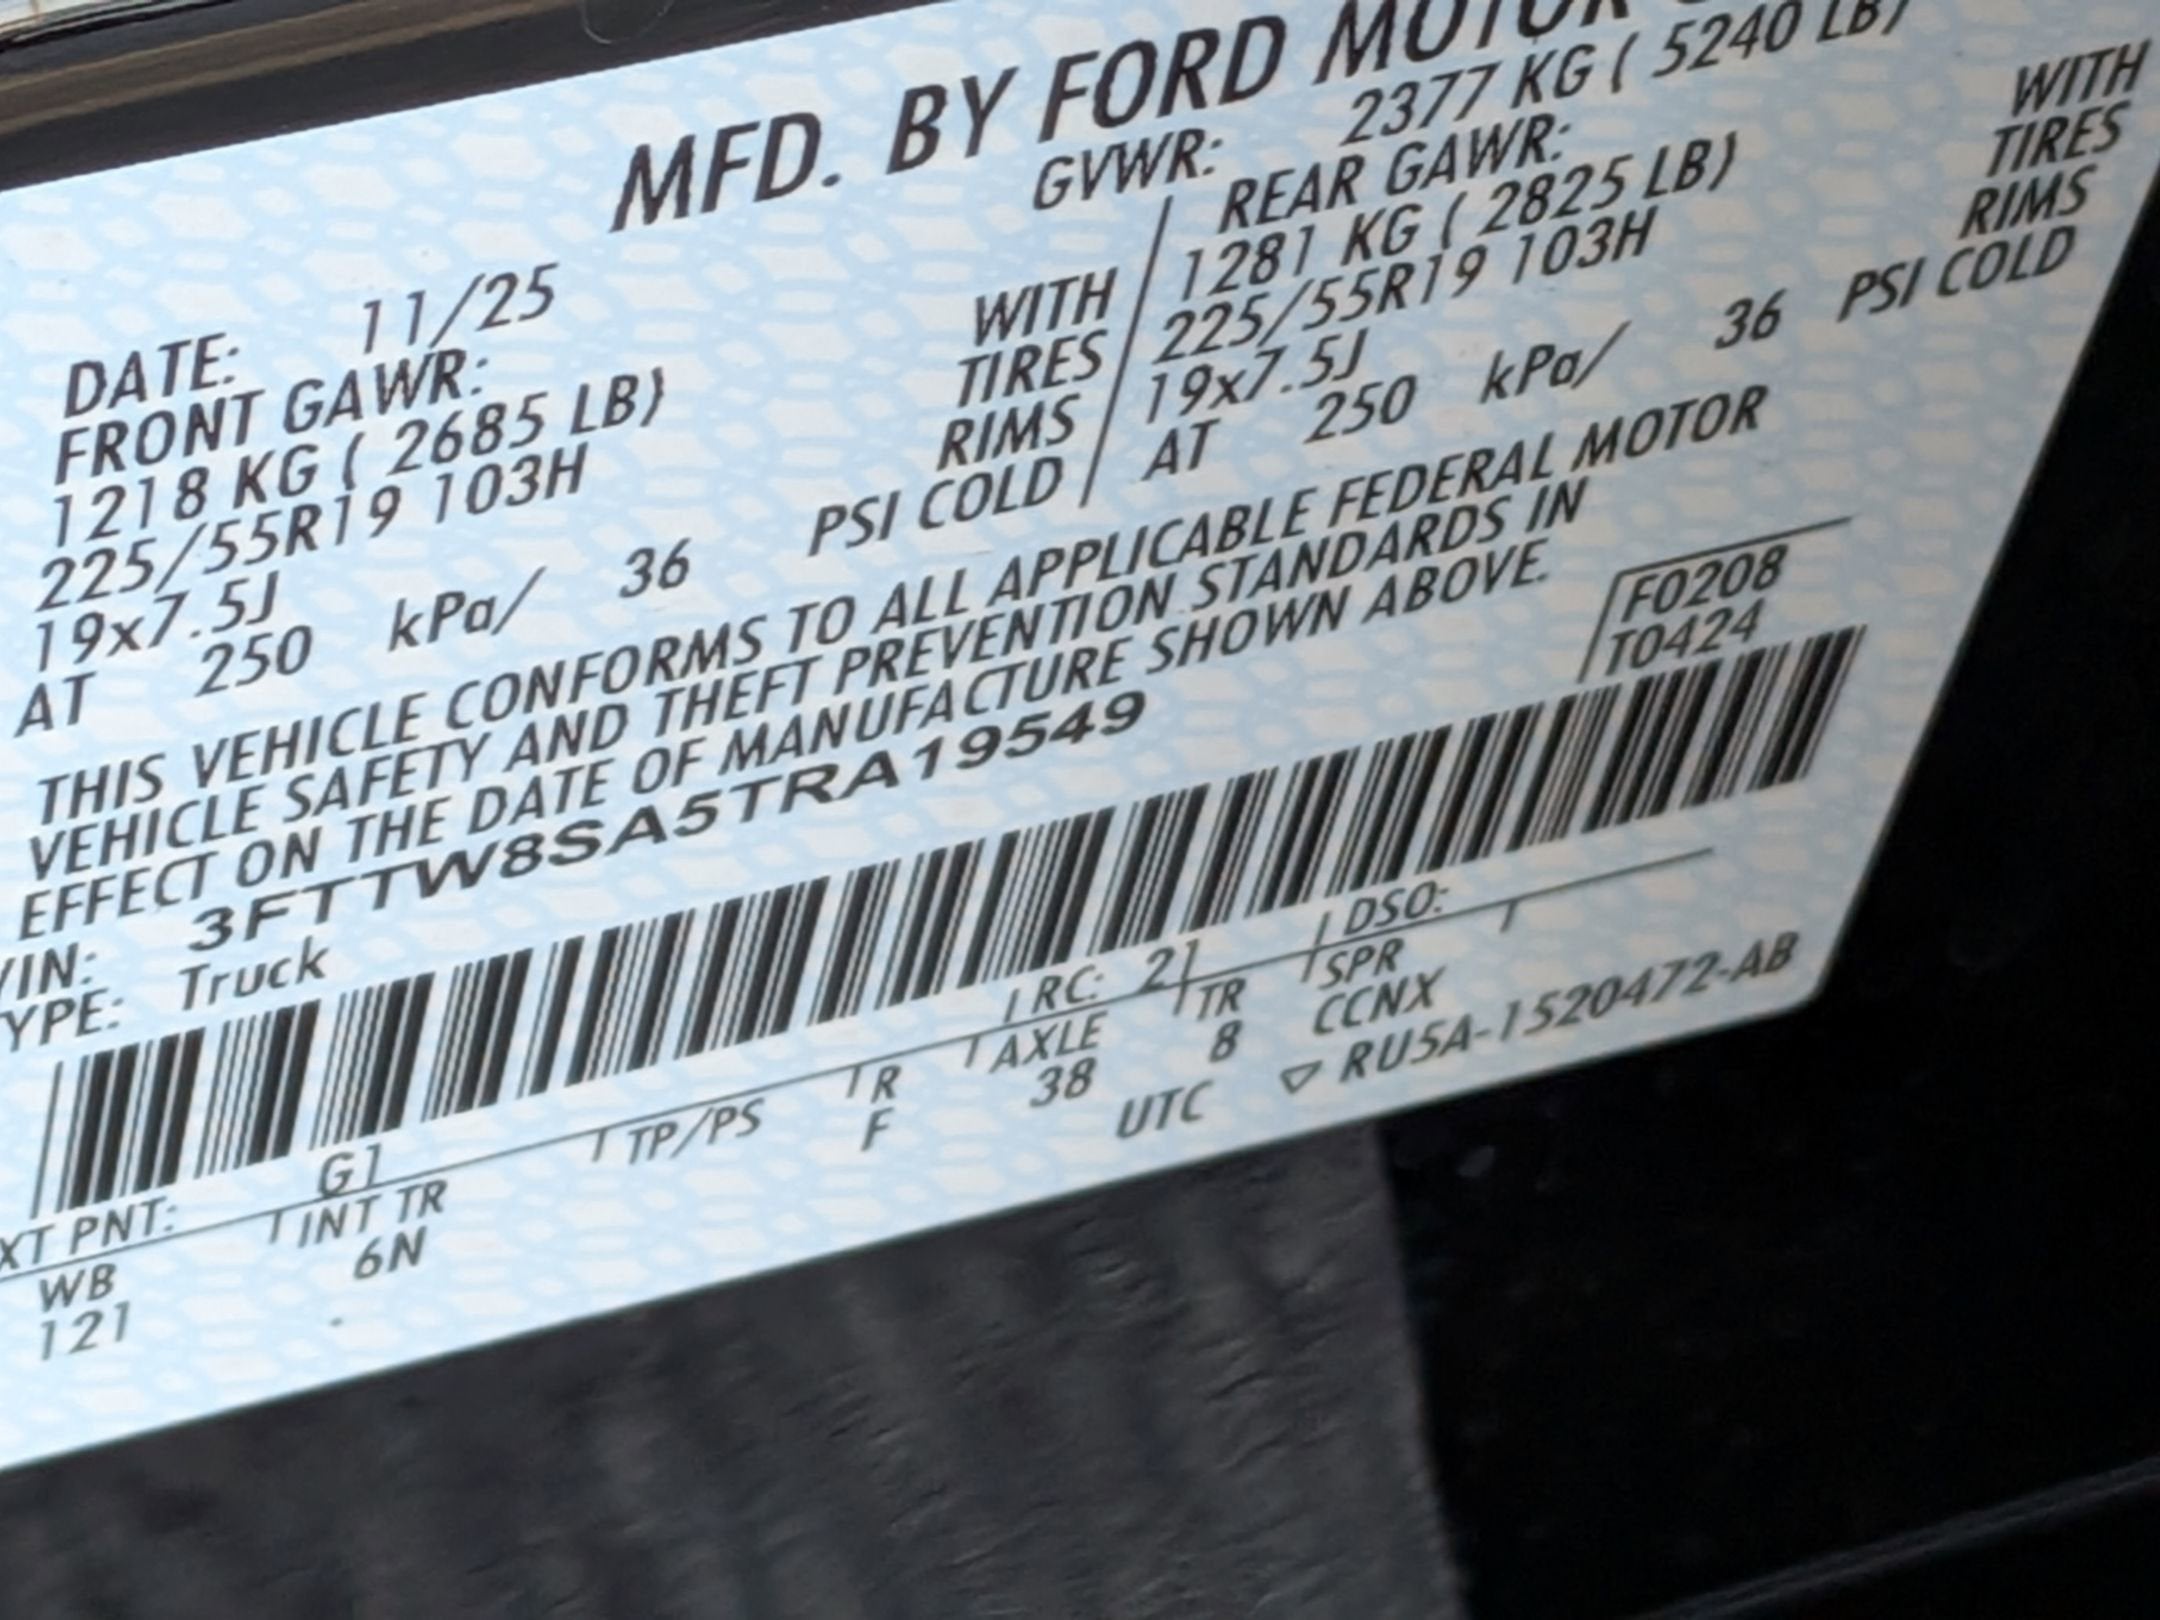 MFD. BY FORD MOTOR
GVWR: 2377 KG ( 5240 LB)
DATE: 11/25
FRONT GAWR:
1218 KG ( 2685 LB) WITH
225/55R19 103H TIRES
19x7.5J RIMS
AT 250 kPa/ 36 PSI COLD
REAR GAWR:
1281 KG ( 2825 LB) WITH
225/55R19 103H TIRES
19x7.5J RIMS
AT 250 kPa/ 36 PSI COLD
THIS VEHICLE CONFORMS TO ALL APPLICABLE FEDERAL MOTOR
VEHICLE SAFETY AND THEFT PREVENTION STANDARDS IN
EFFECT ON THE DATE OF MANUFACTURE SHOWN ABOVE.
VIN: 3FTTW8SA5TRA19549
YPE: Truck
F0208
T0424
XT PNT: G1 RC: 21 DSO:
WB INT TR TP/PS R AXLE TR SPR
121 6N F 38 8 CCNX
UTC ▽ RU5A-1520472-AB